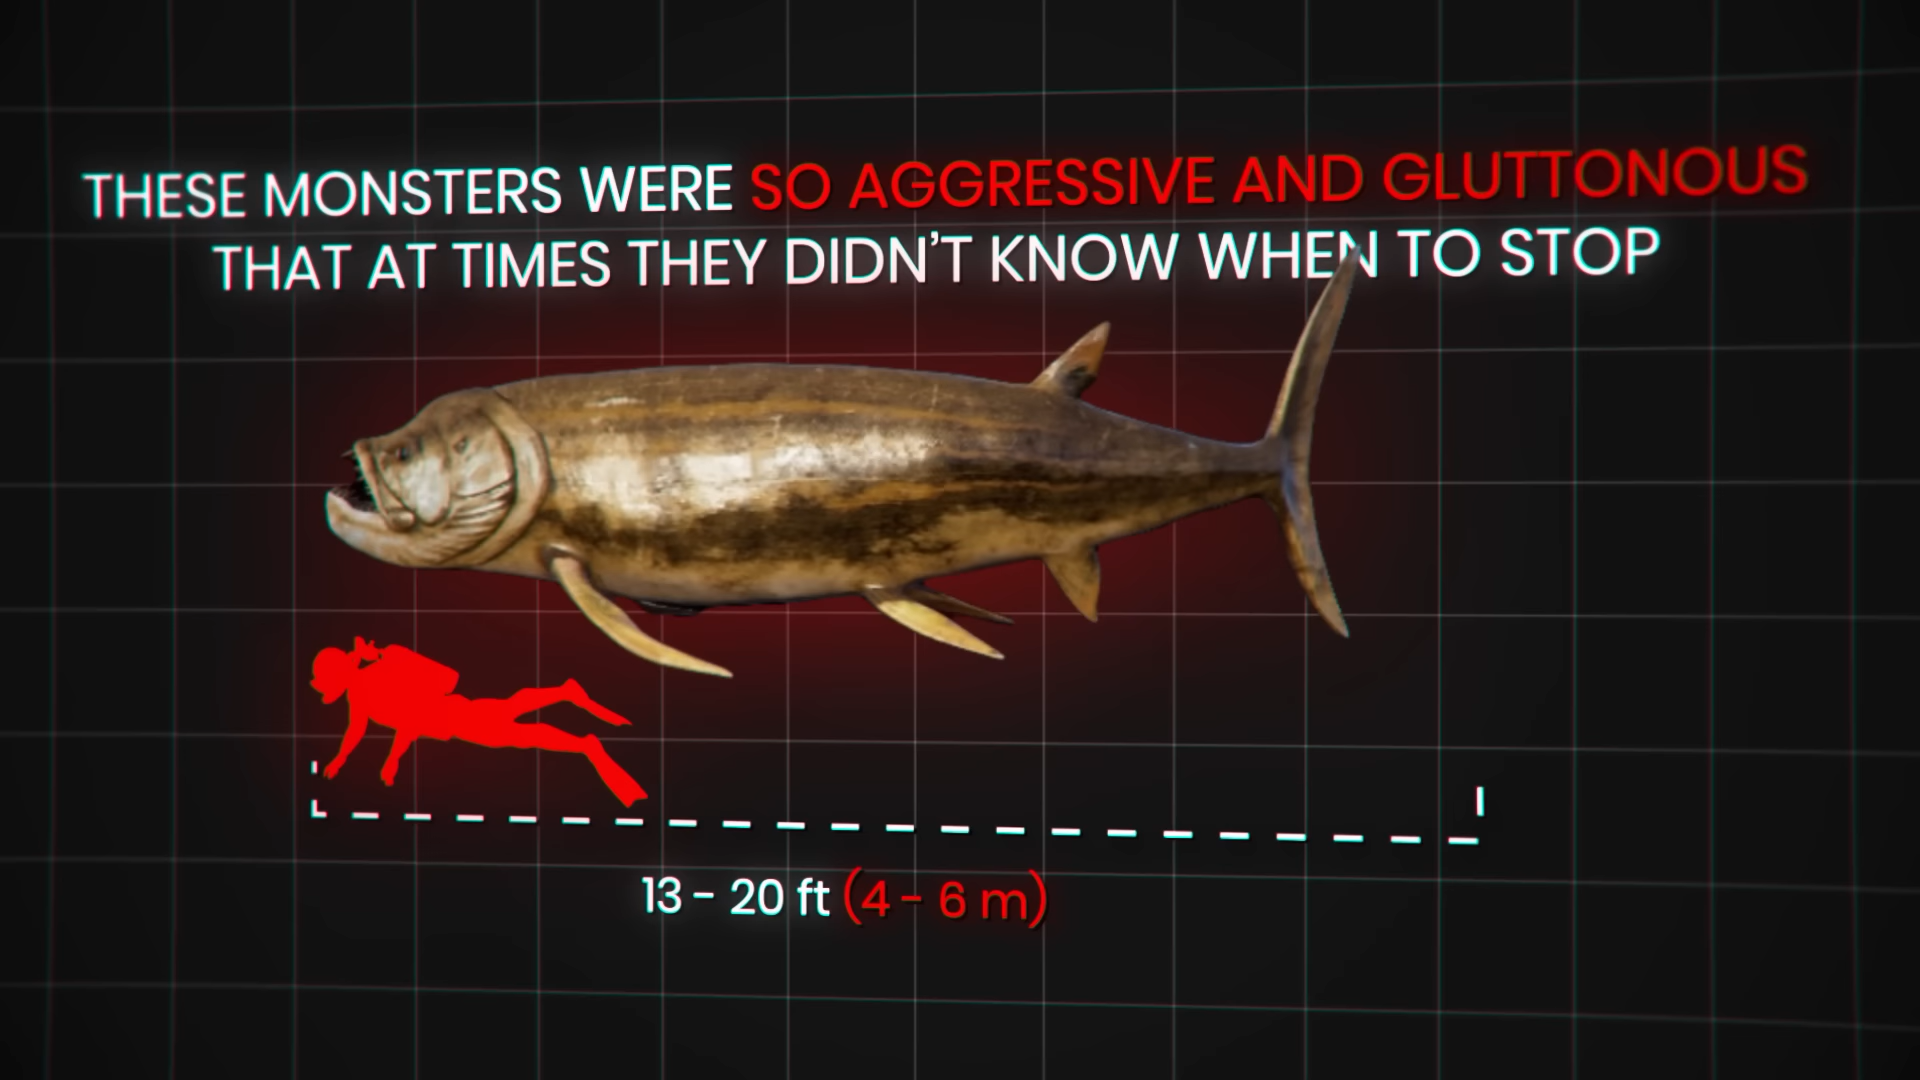 THESE MONSTERS WERE SO AGGRESSIVE AND GLUTTONOUS
THAT AT TIMES THEY DIDN'T KNOW WHEN TO STOP
13 - 20 ft (4 - 6 m)